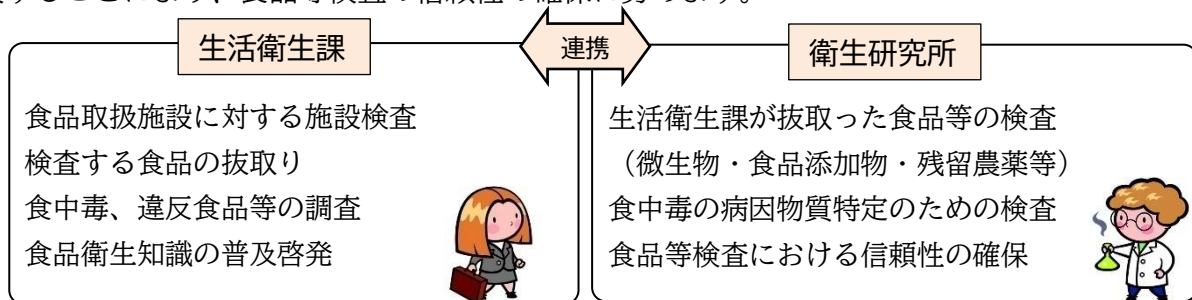 生活衛生課
連携
衛生研究所
食品取扱施設に対する施設検査
検査する食品の抜取り
食中毒、違反食品等の調査
食品衛生知識の普及啓発
生活衛生課が抜取った食品等の検査
（微生物・食品添加物・残留農薬等）
食中毒の病因物質特定のための検査
食品等検査における信頼性の確保